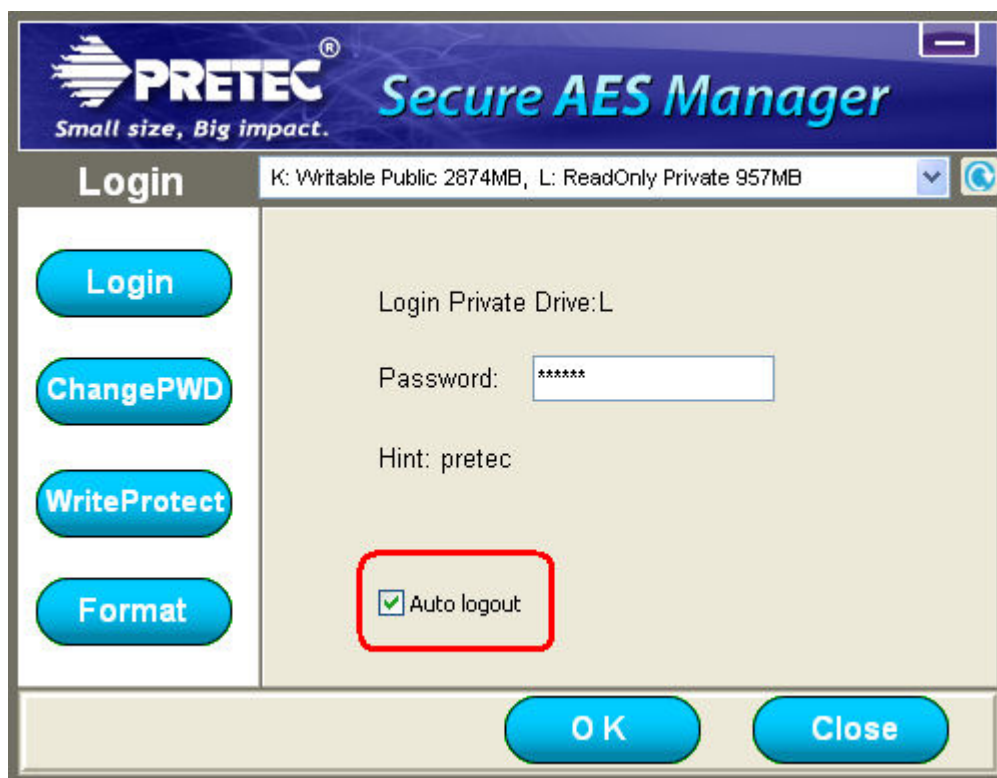 PRETEC®
Small size, Big impact.
Secure AES Manager
Login
K: Writable Public 2874MB, L: ReadOnly Private 957MB
Login
ChangePWD
WriteProtect
Format
Login Private Drive:L
Password: ******
Hint: pretec
Auto logout
O K
Close